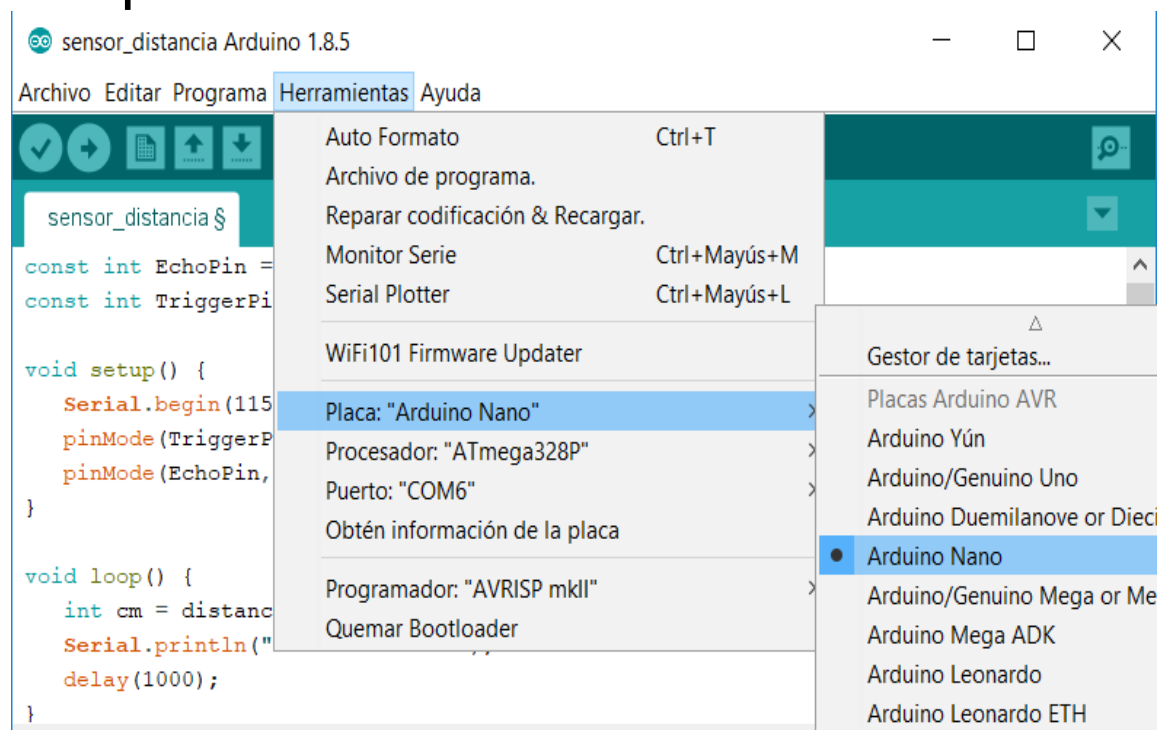 sensor_distancia Arduino 1.8.5
Archivo Editar Programa Herramientas Ayuda
sensor_distancia §
const int EchoPin =
const int TriggerPi
void setup() {
Serial.begin(115
pinMode(TriggerP
pinMode(EchoPin,
}
void loop() {
int cm = distanc
Serial.println("
delay(1000);
}
Auto Formato Ctrl+T
Archivo de programa.
Reparar codificación & Recargar.
Monitor Serie Ctrl+Mayús+M
Serial Plotter Ctrl+Mayús+L
WiFi101 Firmware Updater
Placa: "Arduino Nano"
Procesador: "ATmega328P"
Puerto: "COM6"
Obtén información de la placa
Programador: "AVRISP mkII"
Quemar Bootloader
Gestor de tarjetas...
Placas Arduino AVR
Arduino Yún
Arduino/Genuino Uno
Arduino Duemilanove or Dieci
Arduino Nano
Arduino/Genuino Mega or Me
Arduino Mega ADK
Arduino Leonardo
Arduino Leonardo ETH